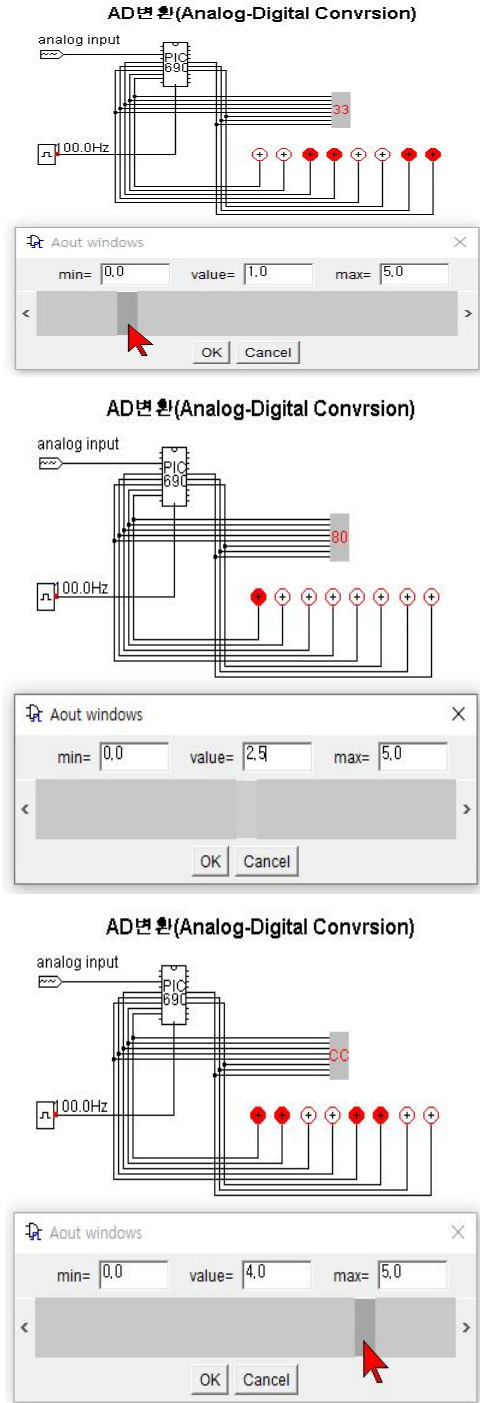 AD변환(Analog-Digital Convrsion)
analog input
PIC
690
33
100.0Hz
Aout windows
min= 0.0 value= 1.0 max= 5.0
OK Cancel
AD변환(Analog-Digital Convrsion)
analog input
PIC
690
80
100.0Hz
Aout windows
min= 0.0 value= 2.5 max= 5.0
OK Cancel
AD변환(Analog-Digital Convrsion)
analog input
PIC
690
CC
100.0Hz
Aout windows
min= 0.0 value= 4.0 max= 5.0
OK Cancel